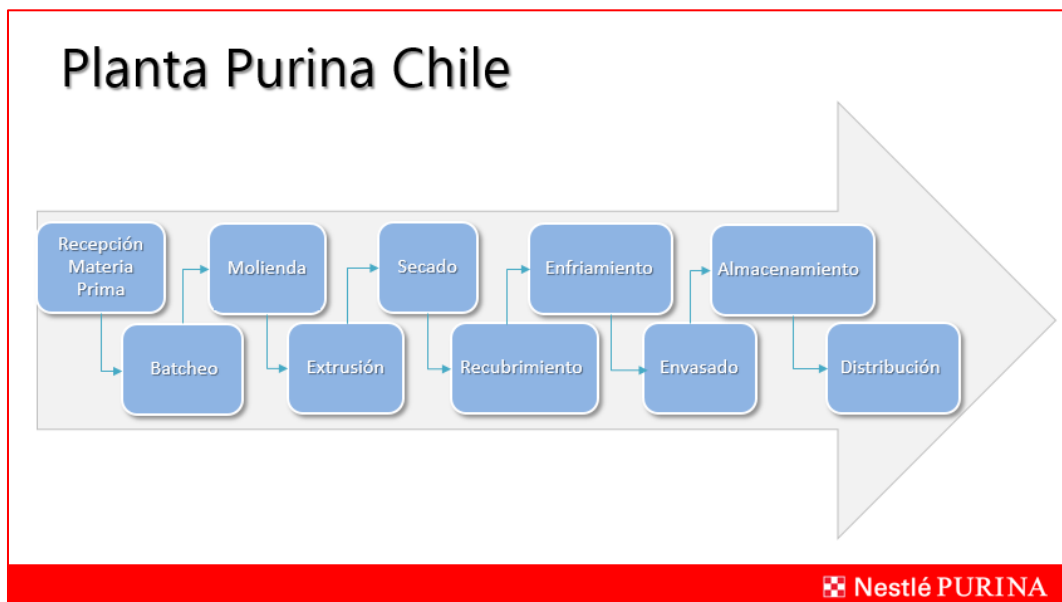 Planta Purina Chile
Recepción
Materia
Prima
Batcheo
Molienda
Extrusión
Secado
Recubrimiento
Enfriamiento
Envasado
Almacenamiento
Distribución
Nestlé PURINA